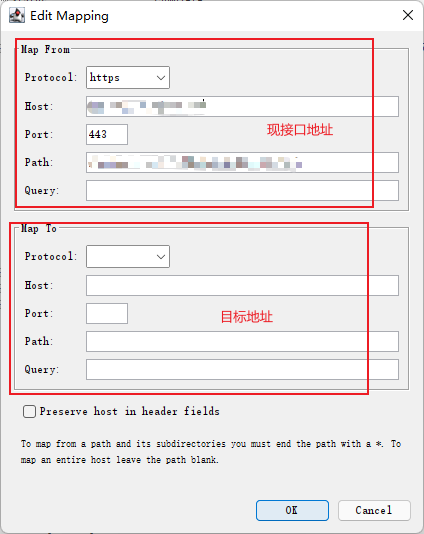 Edit Mapping
Map From
Protocol: https
Host:
Port: 443
现接口地址
Path:
Query:
Map To
Protocol:
Host:
Port:
目标地址
Path:
Query:
Preserve host in header fields
To map from a path and its subdirectories you must end the path with a *. To
map an entire host leave the path blank.
OK Cancel